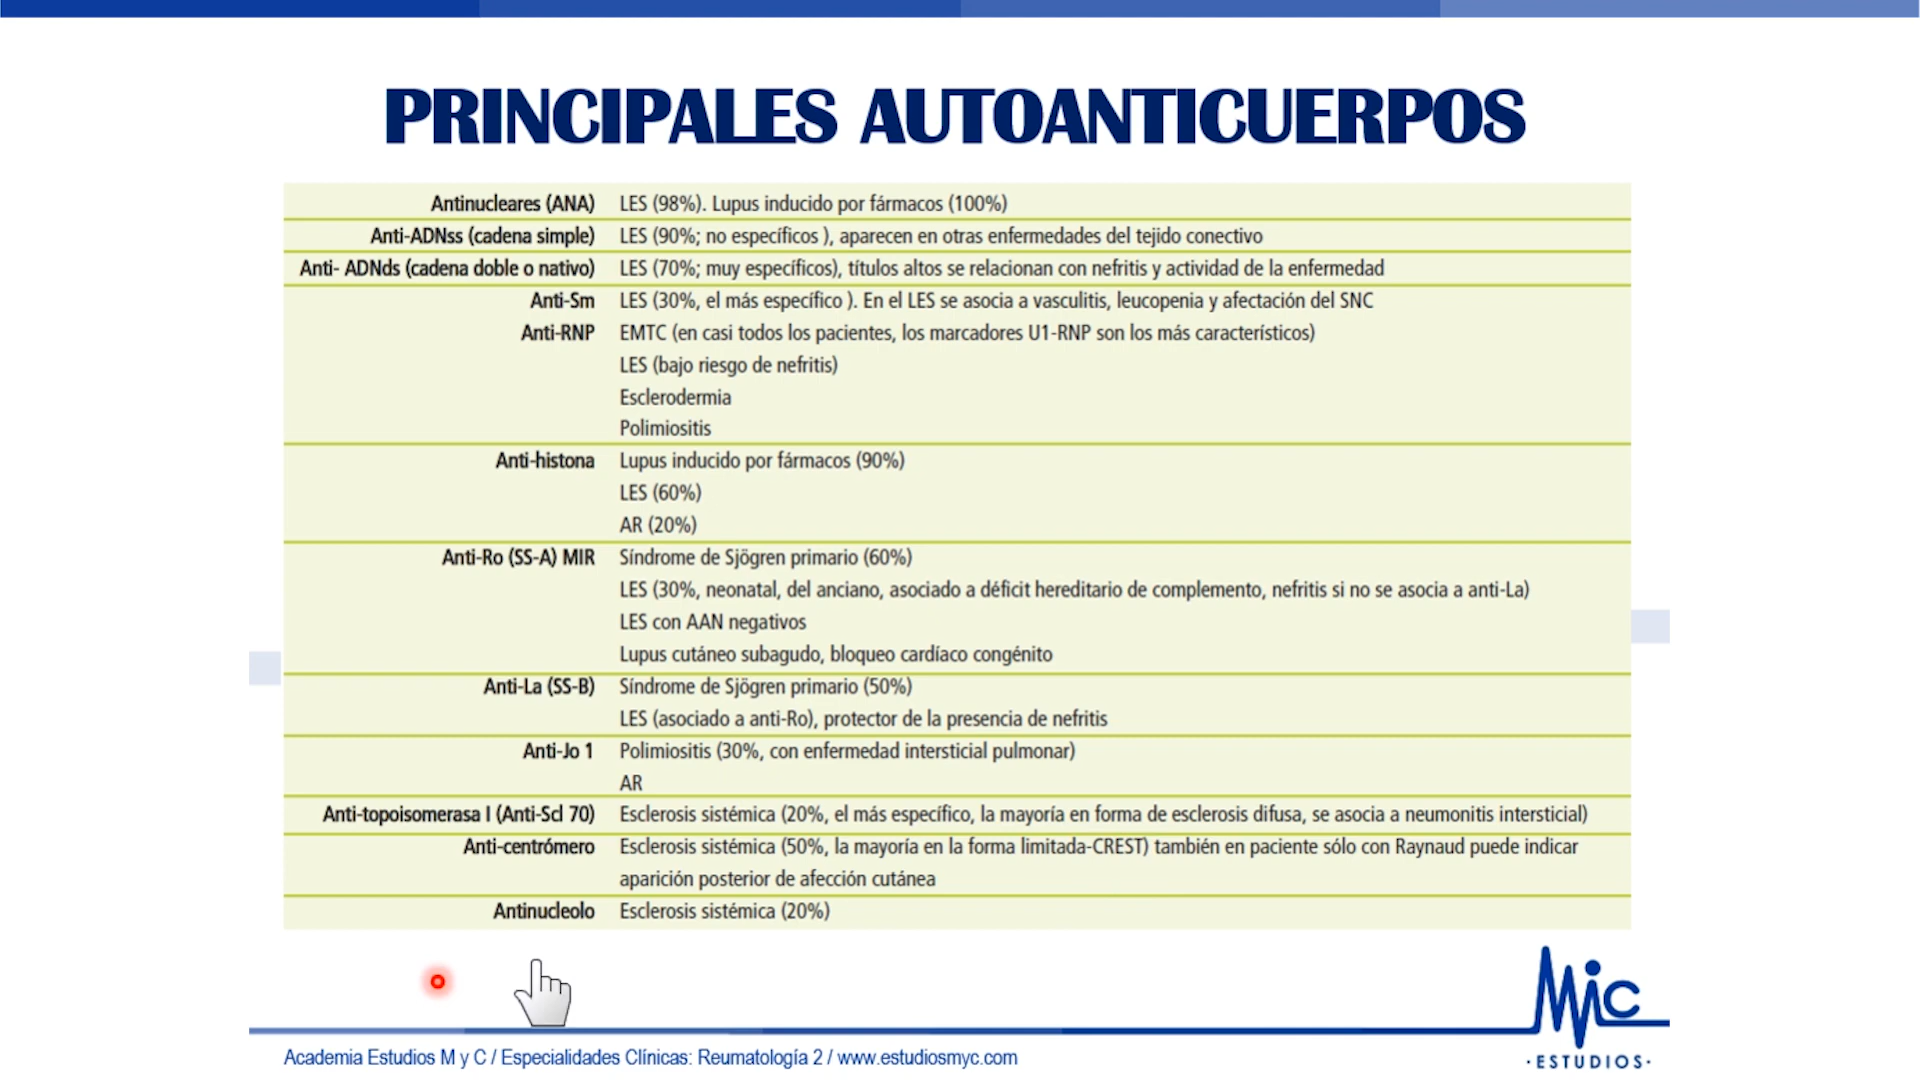 PRINCIPALES AUTOANTICUERPOS
Antinucleares (ANA) LES (98%). Lupus inducido por fármacos (100%)
Anti-ADNss (cadena simple) LES (90%; no específicos ), aparecen en otras enfermedades del tejido conectivo
Anti- ADNds (cadena doble o nativo) LES (70%; muy específicos), títulos altos se relacionan con nefritis y actividad de la enfermedad
Anti-Sm LES (30%, el más específico ). En el LES se asocia a vasculitis, leucopenia y afectación del SNC
Anti-RNP EMTC (en casi todos los pacientes, los marcadores U1-RNP son los más característicos)
LES (bajo riesgo de nefritis)
Esclerodermia
Polimiositis
Anti-histona Lupus inducido por fármacos (90%)
LES (60%)
AR (20%)
Anti-Ro (SS-A) MIR Síndrome de Sjögren primario (60%)
LES (30%, neonatal, del anciano, asociado a déficit hereditario de complemento, nefritis si no se asocia a anti-La)
LES con AAN negativos
Lupus cutáneo subagudo, bloqueo cardíaco congénito
Anti-La (SS-B) Síndrome de Sjögren primario (50%)
LES (asociado a anti-Ro), protector de la presencia de nefritis
Anti-Jo 1 Polimiositis (30%, con enfermedad intersticial pulmonar)
AR
Anti-topoisomerasa I (Anti-Scl 70) Esclerosis sistémica (20%, el más específico, la mayoría en forma de esclerosis difusa, se asocia a neumonitis intersticial)
Anti-centrómero Esclerosis sistémica (50%, la mayoría en la forma limitada-CREST) también en paciente sólo con Raynaud puede indicar
aparición posterior de afección cutánea
Antinucleolo Esclerosis sistémica (20%)
MiC
·ESTUDIOS·
Academia Estudios M y C / Especialidades Clínicas: Reumatología 2 / www.estudiosmyc.com